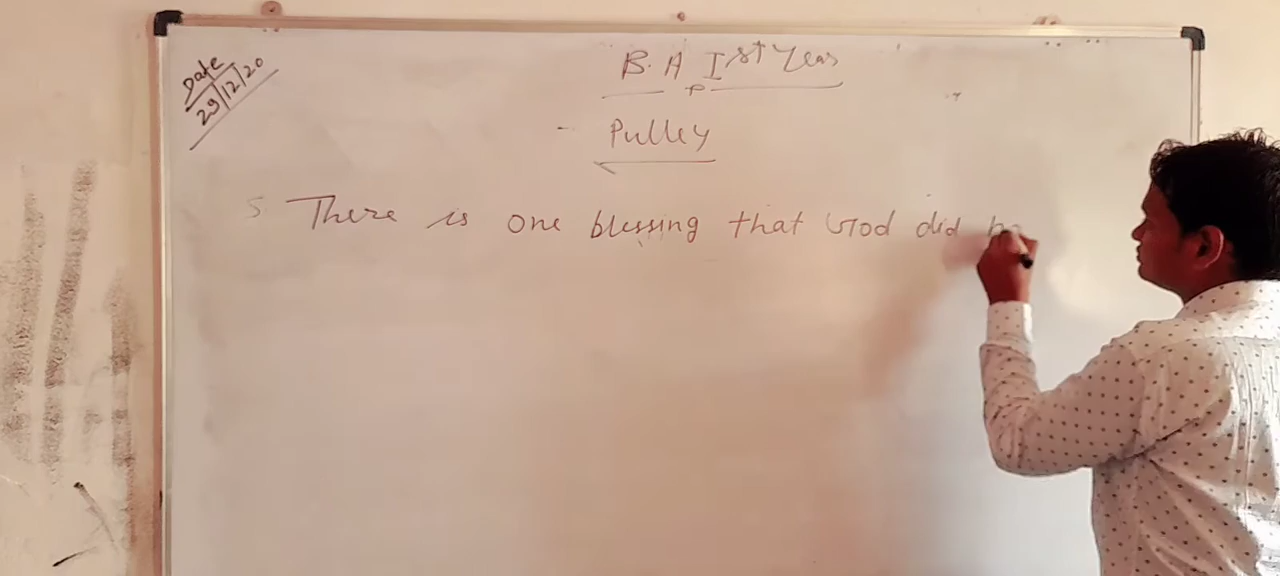 Date
29/12/20
B.A Ist Year
P
Pulley
5 There is one blessing that God did